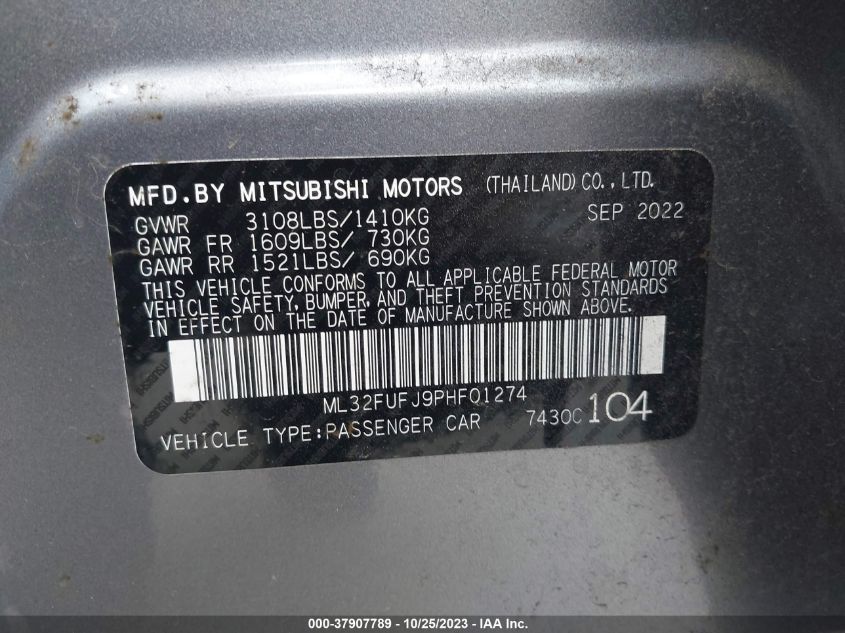 MFD.BY MITSUBISHI MOTORS (THAILAND) CO., LTD.
GVWR 3108LBS/1410KG SEP 2022
GAWR FR 1609LBS/ 730KG
GAWR RR 1521LBS/ 690KG
THIS VEHICLE CONFORMS TO ALL APPLICABLE FEDERAL MOTOR
VEHICLE SAFETY, BUMPER, AND THEFT PREVENTION STANDARDS
IN EFFECT ON THE DATE OF MANUFACTURE SHOWN ABOVE.
ML32FUFJ9PHF01274
VEHICLE TYPE:PASSENGER CAR 7430C 104
000-37907789 - 10/25/2023 - IAA Inc.